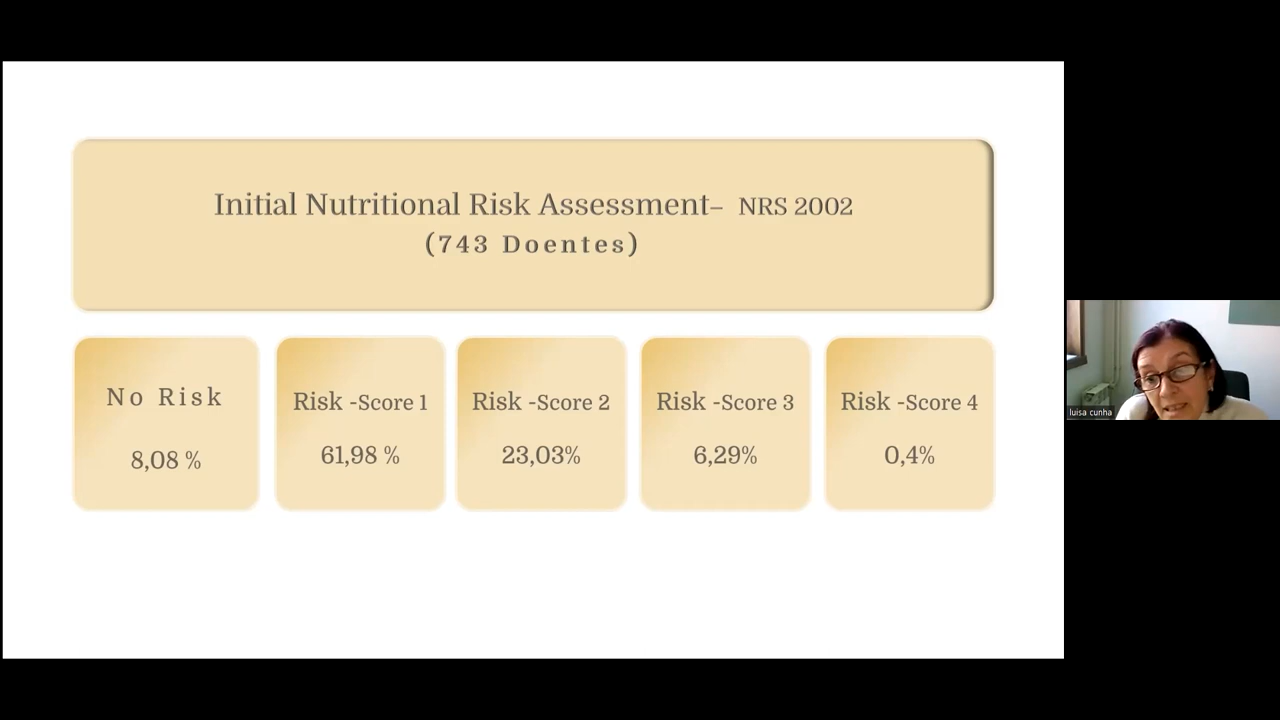 Initial Nutritional Risk Assessment– NRS 2002
(743 Doentes)
No Risk
8,08 %
Risk -Score 1
61,98 %
Risk -Score 2
23,03%
Risk -Score 3
6,29%
Risk -Score 4
0,4%
luisa cunha